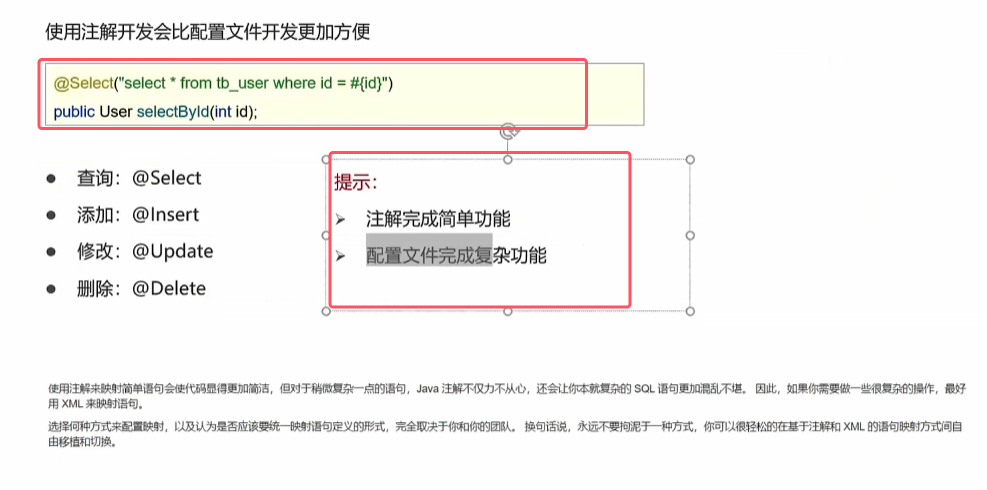 使用注解开发会比配置文件开发更加方便
@Select("select * from tb_user where id = #{id}")
public User selectById(int id);
查询：@Select
添加：@Insert
修改：@Update
删除：@Delete
提示：
注解完成简单功能
配置文件完成复杂功能
使用注解来映射简单语句会使代码显得更加简洁，但对于稍微复杂一点的语句，Java 注解不仅力不从心，还会让你本就复杂的 SQL 语句更加混乱不堪。 因此，如果你需要做一些很复杂的操作，最好
用 XML 来映射语句。
选择何种方式来配置映射，以及认为是否应该要统一映射语句定义的形式，完全取决于你和你的团队。 换句话说，永远不要拘泥于一种方式，你可以很轻松的在基于注解和 XML 的语句映射方式间自
由移植和切换。